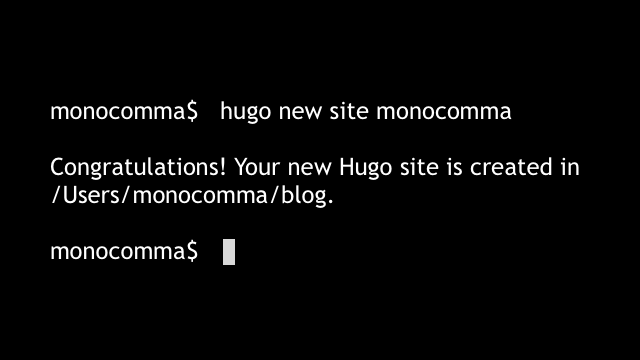 monocomma$ hugo new site monocomma
Congratulations! Your new Hugo site is created in
/Users/monocomma/blog.
monocomma$